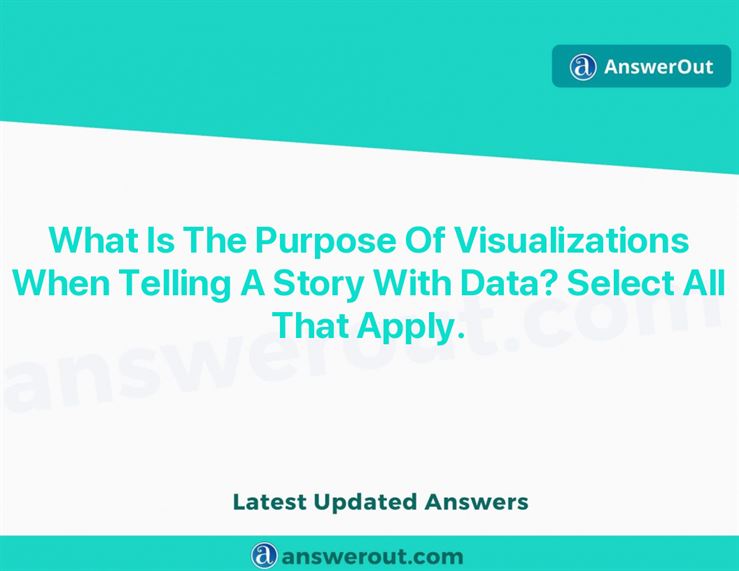 AnswerOut
What Is The Purpose Of Visualizations
When Telling A Story With Data? Select All
That Apply.
answerout.com
Latest Updated Answers
answerout.com